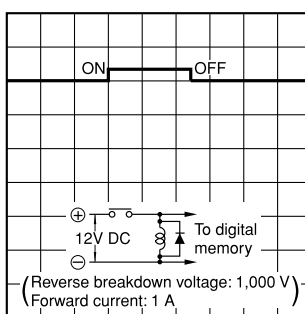 ON OFF
⊕
12V DC
⊖
To digital
memory
(Reverse breakdown voltage: 1,000 V
Forward current: 1 A)